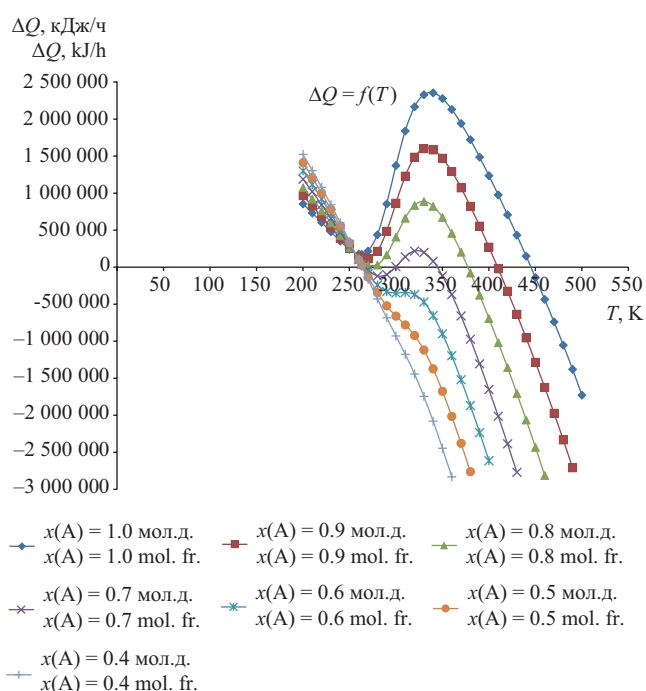 ΔQ, кДж/ч
ΔQ, kJ/h
2 500 000
2 000 000
1 500 000
1 000 000
500 000
0
-500 000
–1 000 000
–1 500 000
–2 000 000
–2 500 000
–3 000 000
ΔQ = f(T)
0 50 100 150 200 250 300 350 400 450 500 550
T, K
x(A) = 1.0 мол.д.
x(A) = 1.0 mol. fr.
x(A) = 0.9 мол.д.
x(A) = 0.9 mol. fr.
x(A) = 0.8 мол.д.
x(A) = 0.8 mol. fr.
x(A) = 0.7 мол.д.
x(A) = 0.7 mol. fr.
x(A) = 0.6 мол.д.
x(A) = 0.6 mol. fr.
x(A) = 0.5 мол.д.
x(A) = 0.5 mol. fr.
x(A) = 0.4 мол.д.
x(A) = 0.4 mol. fr.